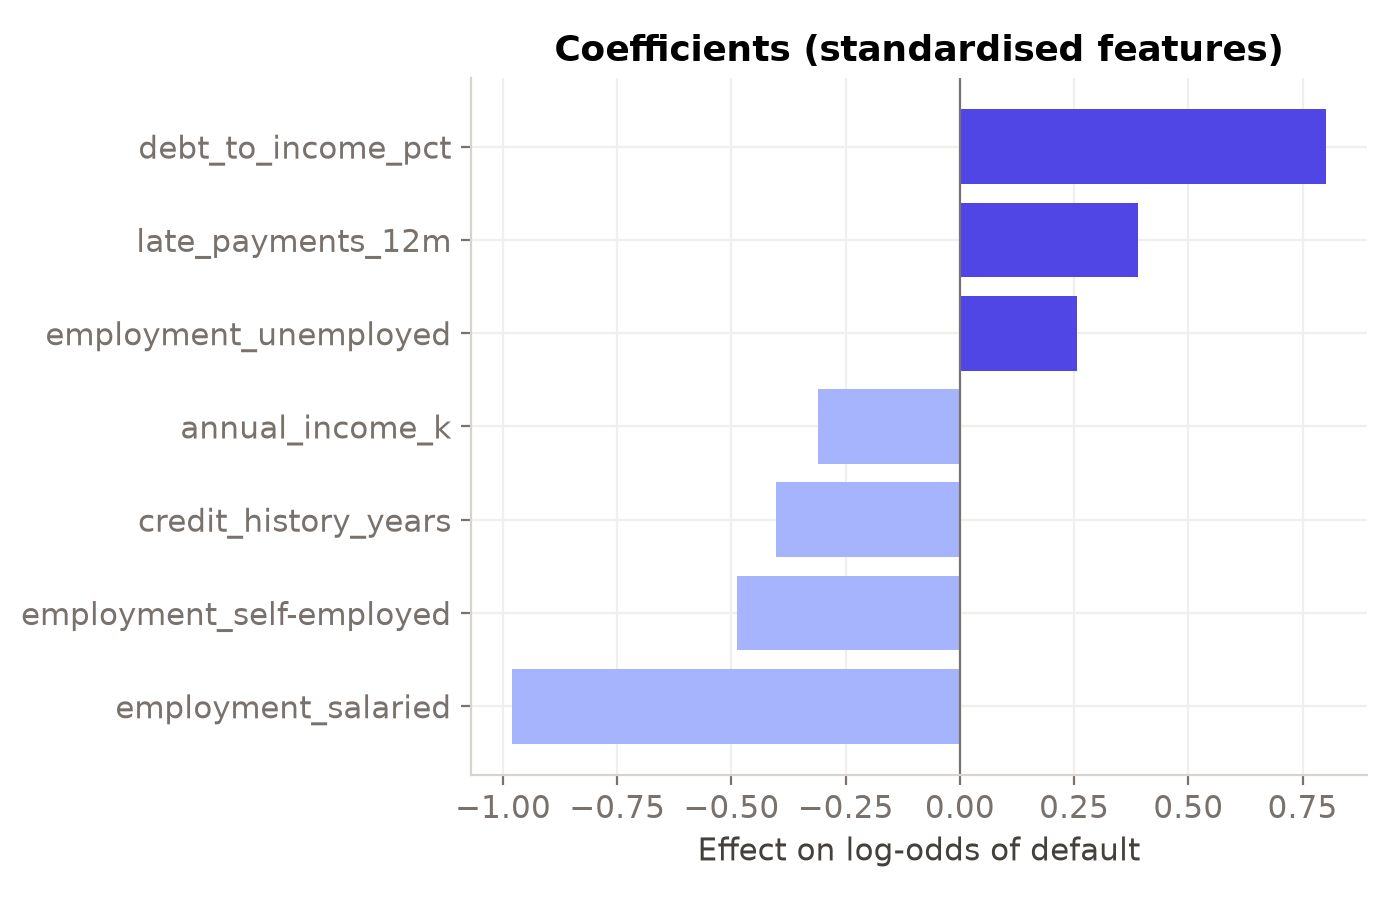 Coefficients (standardised features)
debt_to_income_pct
late_payments_12m
employment_unemployed
annual_income_k
credit_history_years
employment_self-employed
employment_salaried
−1.00 −0.75 −0.50 −0.25 0.00 0.25 0.50 0.75
Effect on log-odds of default